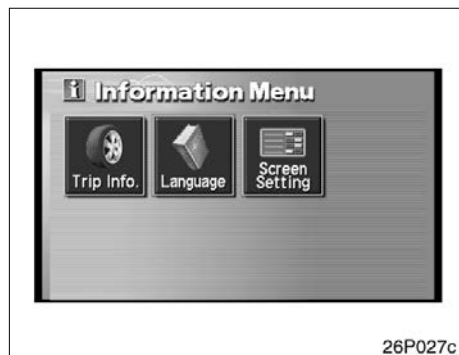 i Information Menu
Trip Info.
Language
Screen
Setting
26P027c